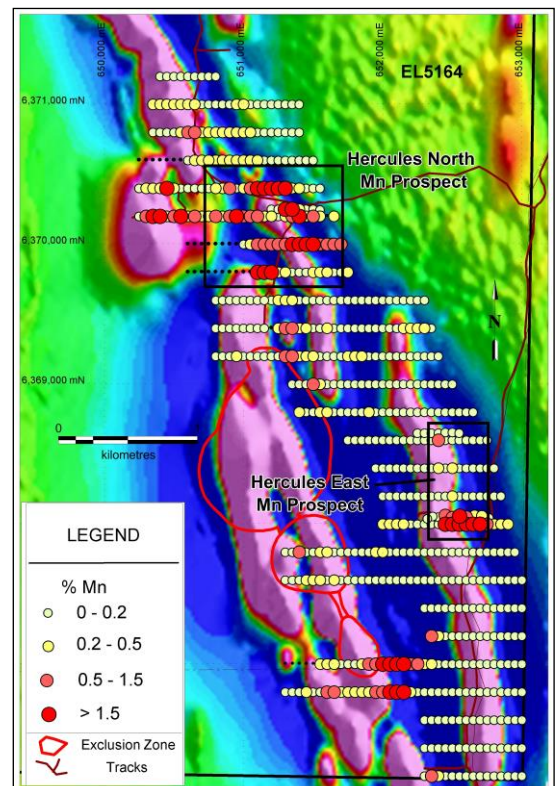 650,000 mE
651,000 mE
652,000 mE
653,000 mE
EL5164
6,371,000 mN
Hercules North
Mn Prospect
6,370,000 mN
N
6,369,000 mN
0
1
kilometres
Hercules East
Mn Prospect
LEGEND
% Mn
0 - 0.2
0.2 - 0.5
0.5 - 1.5
> 1.5
Exclusion Zone
Tracks